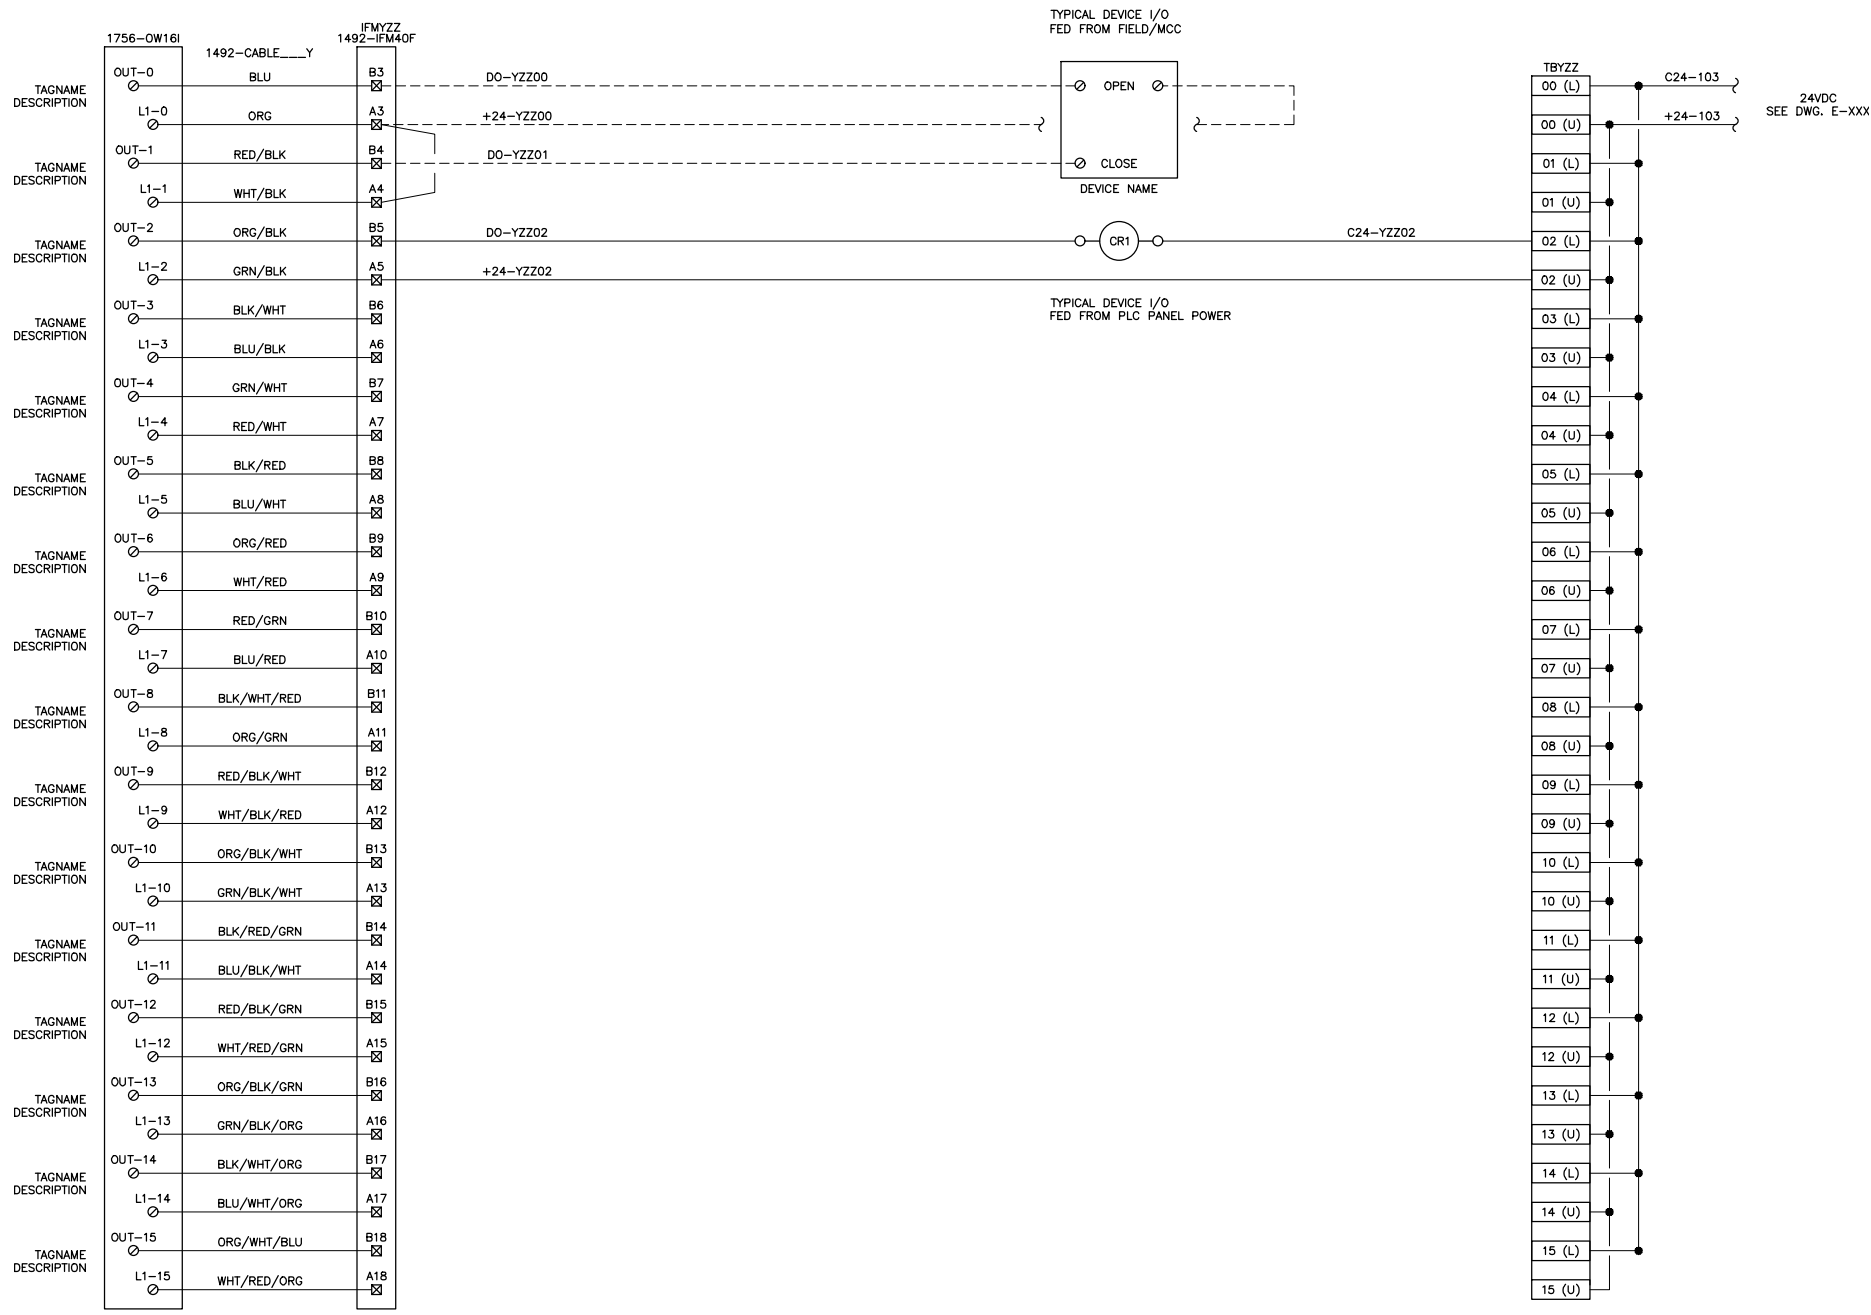 TYPICAL DEVICE I/O
FED FROM FIELD/MCC
1756-OW16I
1492-CABLE___Y
IFMYZZ
1492-IFM40F
TBYZZ
TAGNAME
DESCRIPTION
OUT-0
BLU
B3
DO-YZZ00
OPEN
00 (L)
C24-103
24VDC
SEE DWG. E-XXX
L1-0
ORG
A3
+24-YZZ00
00 (U)
+24-103
TAGNAME
DESCRIPTION
OUT-1
RED/BLK
B4
DO-YZZ01
CLOSE
01 (L)
L1-1
WHT/BLK
A4
DEVICE NAME
01 (U)
TAGNAME
DESCRIPTION
OUT-2
ORG/BLK
B5
DO-YZZ02
CR1
C24-YZZ02
02 (L)
L1-2
GRN/BLK
A5
+24-YZZ02
02 (U)
TYPICAL DEVICE I/O
FED FROM PLC PANEL POWER
TAGNAME
DESCRIPTION
OUT-3
BLK/WHT
B6
03 (L)
L1-3
BLU/BLK
A6
03 (U)
TAGNAME
DESCRIPTION
OUT-4
GRN/WHT
B7
04 (L)
L1-4
RED/WHT
A7
04 (U)
TAGNAME
DESCRIPTION
OUT-5
BLK/RED
B8
05 (L)
L1-5
BLU/WHT
A8
05 (U)
TAGNAME
DESCRIPTION
OUT-6
ORG/RED
B9
06 (L)
L1-6
WHT/RED
A9
06 (U)
TAGNAME
DESCRIPTION
OUT-7
RED/GRN
B10
07 (L)
L1-7
BLU/RED
A10
07 (U)
TAGNAME
DESCRIPTION
OUT-8
BLK/WHT/RED
B11
08 (L)
L1-8
ORG/GRN
A11
08 (U)
TAGNAME
DESCRIPTION
OUT-9
RED/BLK/WHT
B12
09 (L)
L1-9
WHT/BLK/RED
A12
09 (U)
TAGNAME
DESCRIPTION
OUT-10
ORG/BLK/WHT
B13
10 (L)
L1-10
GRN/BLK/WHT
A13
10 (U)
TAGNAME
DESCRIPTION
OUT-11
BLK/RED/GRN
B14
11 (L)
L1-11
BLU/BLK/WHT
A14
11 (U)
TAGNAME
DESCRIPTION
OUT-12
RED/BLK/GRN
B15
12 (L)
L1-12
WHT/RED/GRN
A15
12 (U)
TAGNAME
DESCRIPTION
OUT-13
ORG/BLK/GRN
B16
13 (L)
L1-13
GRN/BLK/ORG
A16
13 (U)
TAGNAME
DESCRIPTION
OUT-14
BLK/WHT/ORG
B17
14 (L)
L1-14
BLU/WHT/ORG
A17
14 (U)
TAGNAME
DESCRIPTION
OUT-15
ORG/WHT/BLU
B18
15 (L)
L1-15
WHT/RED/ORG
A18
15 (U)